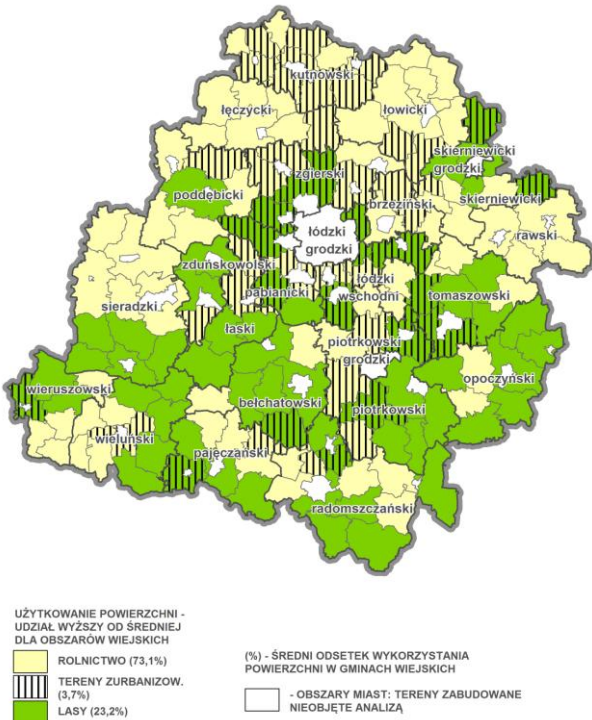 kutnowski
łęczycki
łowicki
skierniewicki
grodzki
zgierski
poddębicki
brzeziński
skierniewicki
rawski
łódzki
grodzki
zduńskowolski
łódzki
wschodni
pabianicki
sieradzki
tomaszowski
łaski
piotrkowski
grodzki
opoczyński
wieruszowski
bełchatowski
piotrkowski
wieluński
pajęczański
radomszczański
UŻYTKOWANIE POWIERZCHNI -
UDZIAŁ WYŻSZY OD ŚREDNIEJ
DLA OBSZARÓW WIEJSKICH
ROLNICTWO (73,1%)
TERENY ZURBANIZOW.
(3,7%)
LASY (23,2%)
(%) - ŚREDNI ODSETEK WYKORZYSTANIA
POWIERZCHNI W GMINACH WIEJSKICH
- OBSZARY MIAST: TERENY ZABUDOWANE
NIEOBJĘTE ANALIZĄ